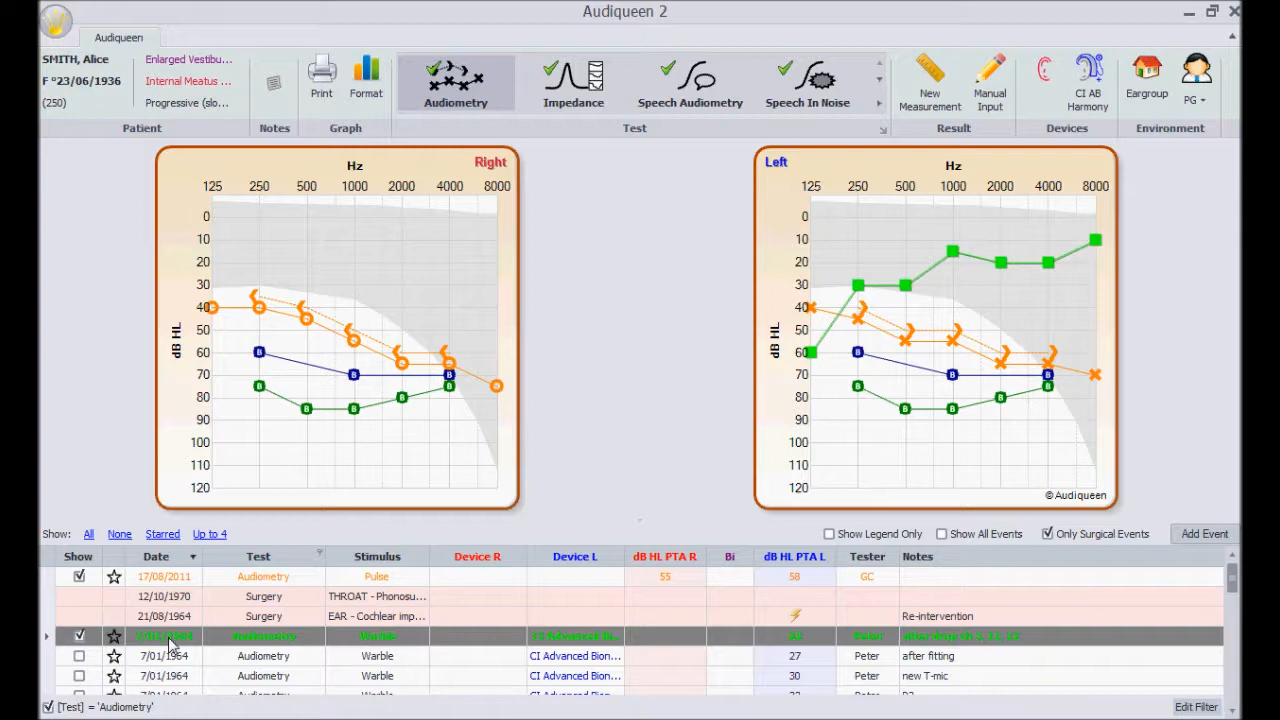 Audiqueen 2
Audiqueen
SMITH, Alice
F °23/06/1936
(250)
Enlarged Vestibu...
Internal Meatus ...
Progressive (slo...
Patient
Notes
Print
Format
Graph
Audiometry
Impedance
Speech Audiometry
Speech In Noise
Test
New Measurement
Manual Input
Result
CI AB Harmony
Devices
Eargroup
PG
Environment
Hz
Right
125 250 500 1000 2000 4000 8000
dB HL
0
10
20
30
40
50
60
70
80
90
100
110
120
B B B
B B B B B
Left
Hz
125 250 500 1000 2000 4000 8000
dB HL
0
10
20
30
40
50
60
70
80
90
100
110
120
B B B
B B B B B
© Audiqueen
Show: All None Starred Up to 4
Show Legend Only Show All Events Only Surgical Events Add Event
Show Date Test Stimulus Device R Device L dB HL PTA R Bi dB HL PTA L Tester Notes
17/08/2011 Audiometry Pulse 55 58 GC
12/10/1970 Surgery THROAT - Phonosu...
21/08/1964 Surgery EAR - Cochlear imp... Re-intervention
Audiometry Warble Peter
7/01/1964 Audiometry Warble CI Advanced Bion... 27 Peter after fitting
7/01/1964 Audiometry Warble CI Advanced Bion... 30 Peter new T-mic
7/01/1964 Audiometry Warble CI Advanced Bion... Peter
[Test] = 'Audiometry' Edit Filter